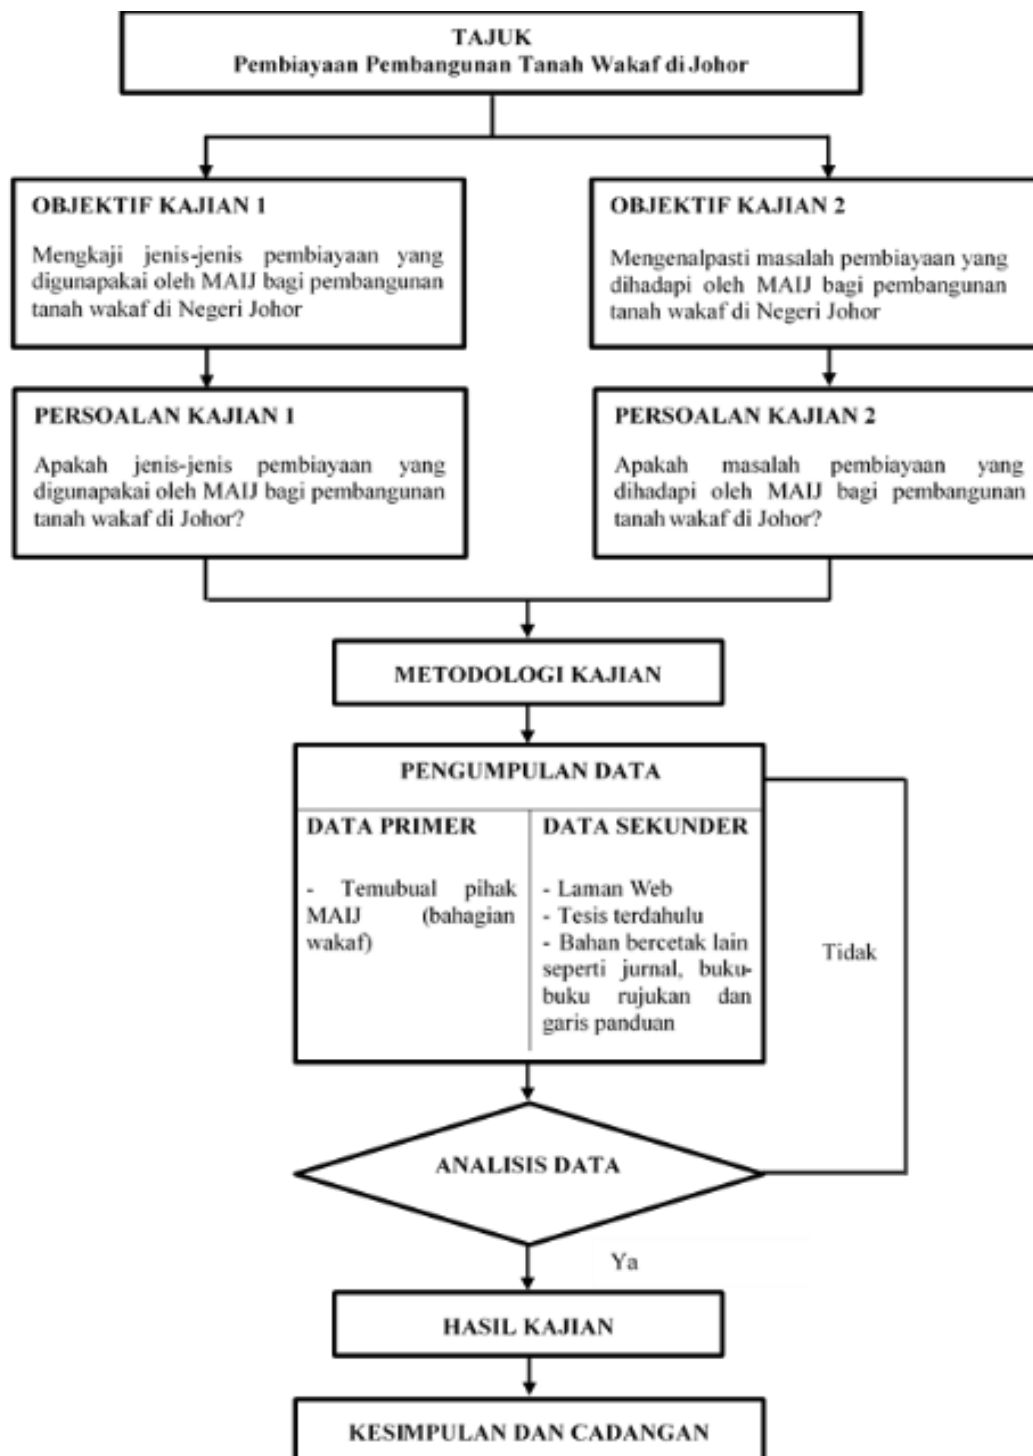 TAJUK
Pembiayaan Pembangunan Tanah Wakaf di Johor
OBJEKTIF KAJIAN 1
Mengkaji jenis-jenis pembiayaan yang
digunapakai oleh MAIJ bagi pembangunan
tanah wakaf di Negeri Johor
OBJEKTIF KAJIAN 2
Mengenalpasti masalah pembiayaan yang
dihadapi oleh MAIJ bagi pembangunan
tanah wakaf di Negeri Johor
PERSOALAN KAJIAN 1
Apakah jenis-jenis pembiayaan yang
digunapakai oleh MAIJ bagi pembangunan
tanah wakaf di Johor?
PERSOALAN KAJIAN 2
Apakah masalah pembiayaan yang
dihadapi oleh MAIJ bagi pembangunan
tanah wakaf di Johor?
METODOLOGI KAJIAN
PENGUMPULAN DATA
DATA PRIMER
- Temubual pihak
MAIJ (bahagian
wakaf)
DATA SEKUNDER
- Laman Web
- Tesis terdahulu
- Bahan bercetak lain
seperti jurnal, buku-
buku rujukan dan
garis panduan
Tidak
ANALISIS DATA
Ya
HASIL KAJIAN
KESIMPULAN DAN CADANGAN